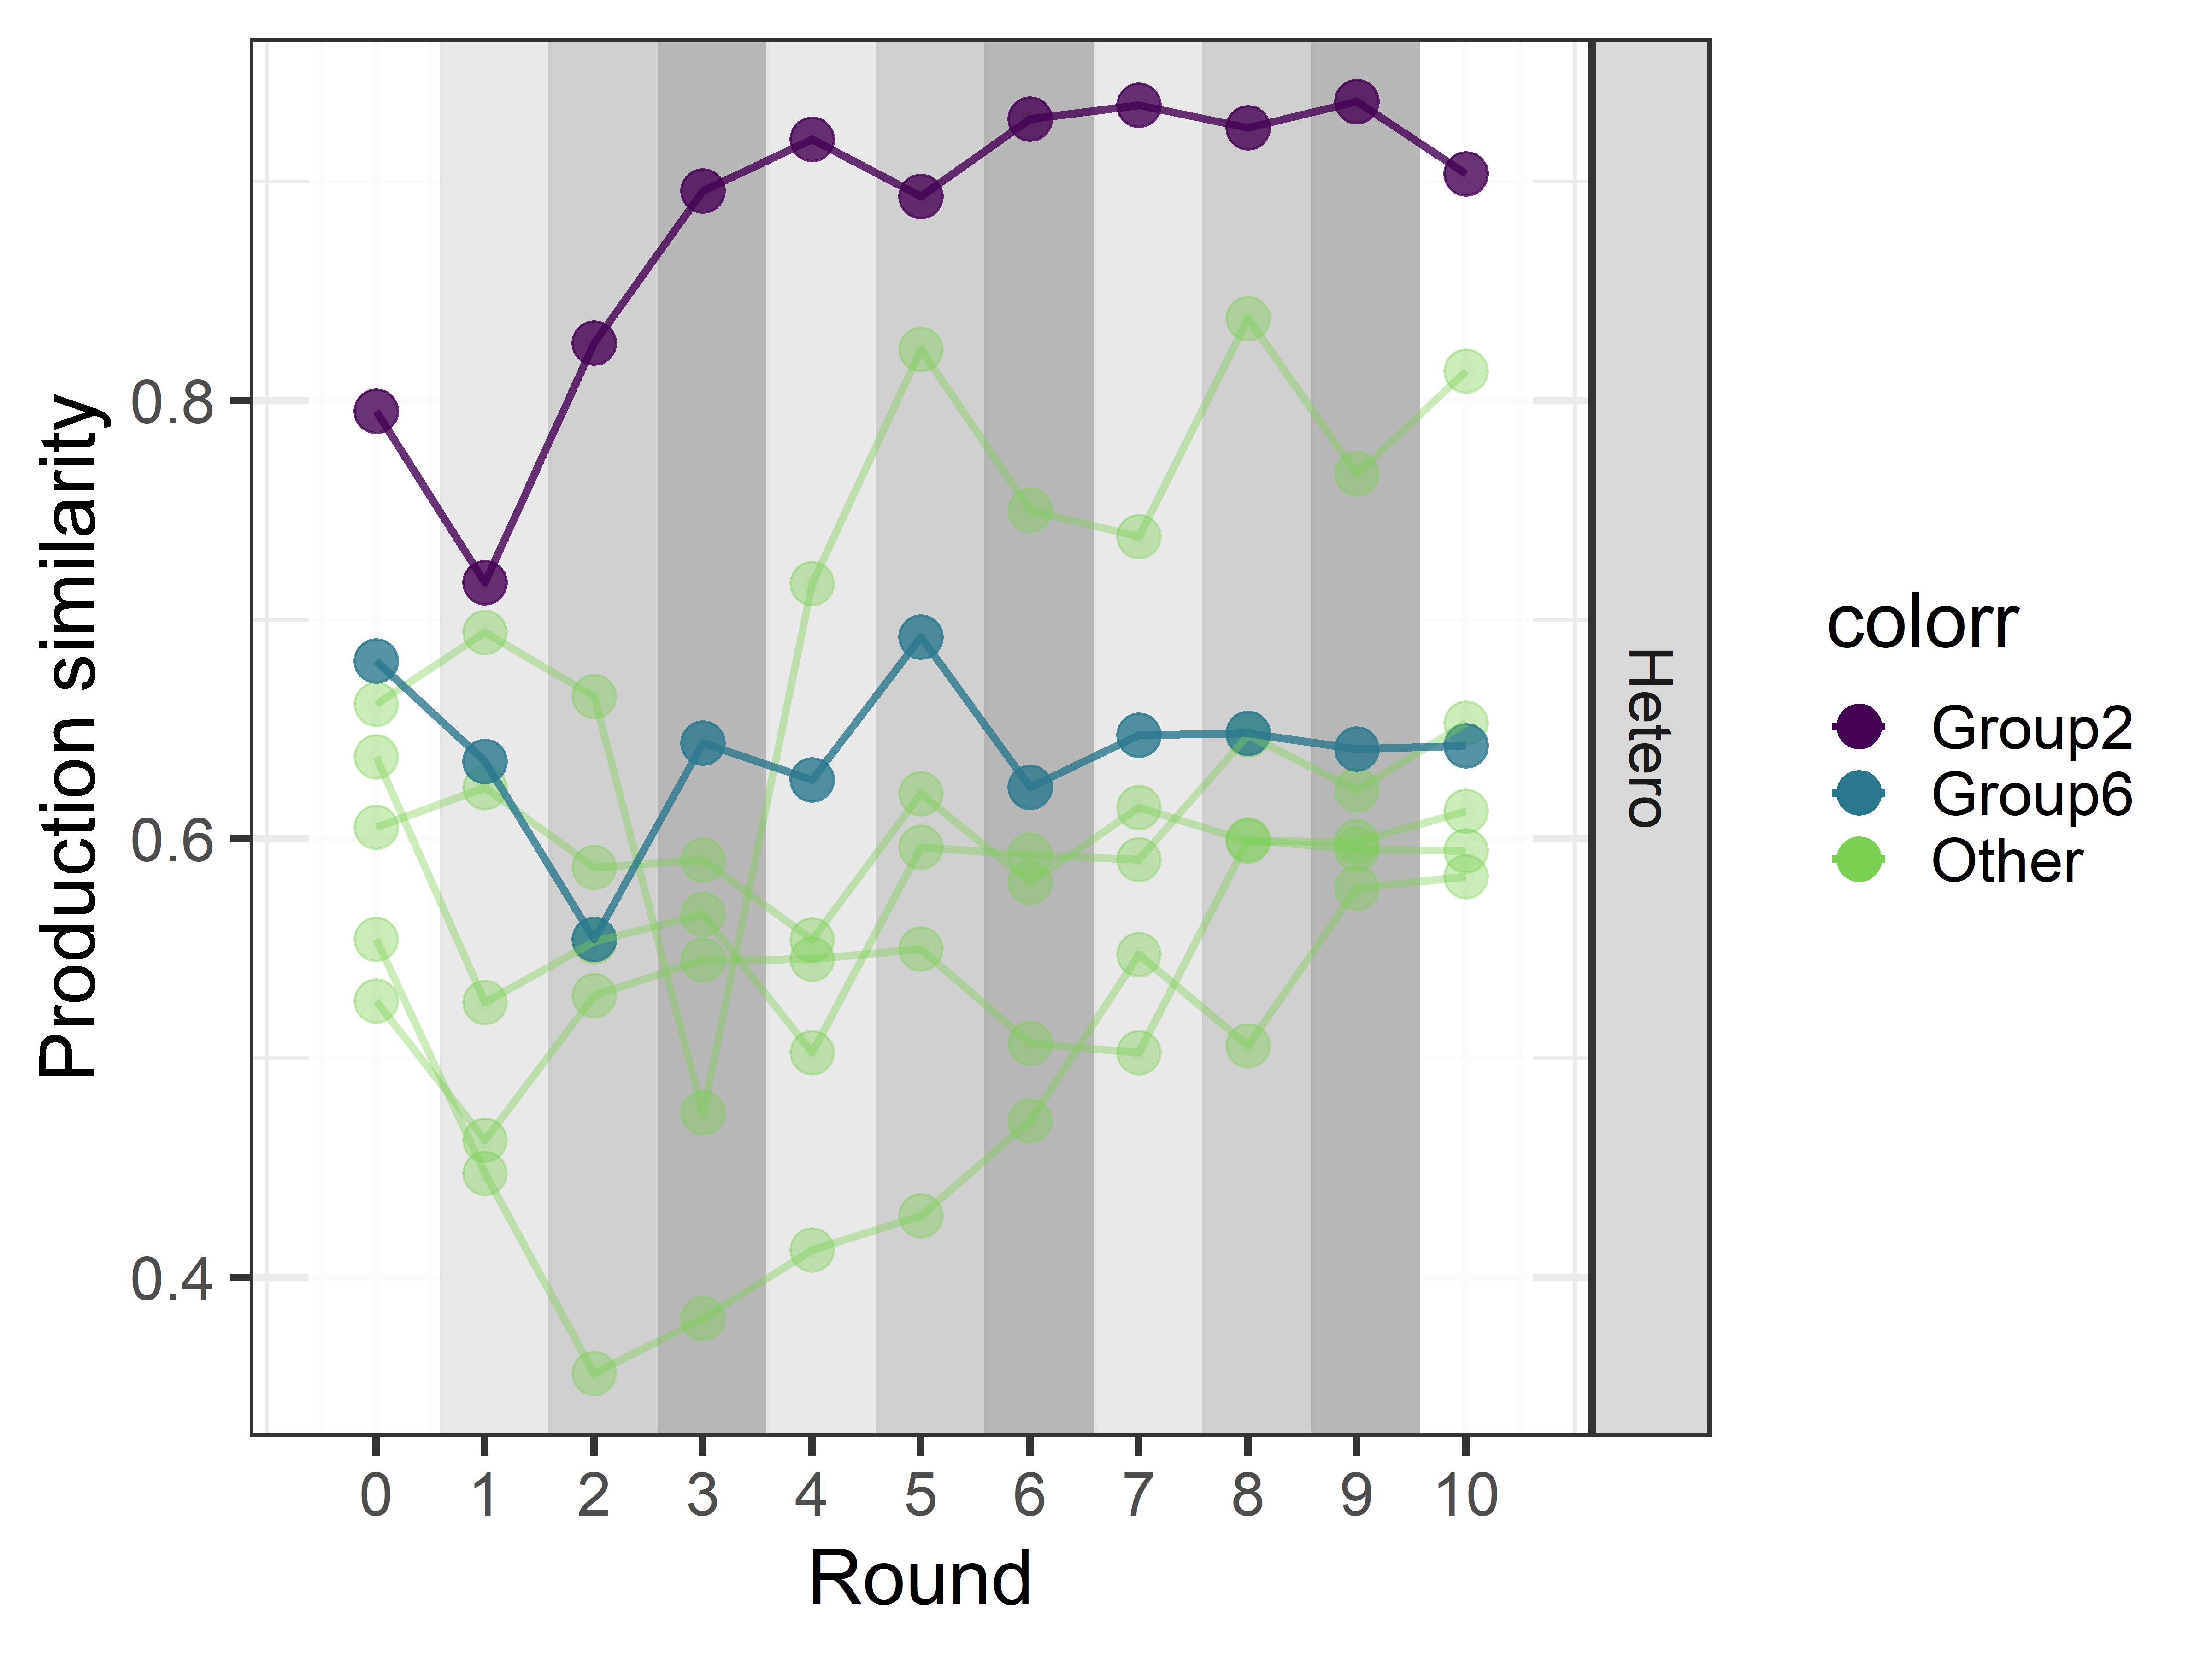 Production similarity
0.8
0.6
0.4
0 1 2 3 4 5 6 7 8 9 10
Round
Hetero
colorr
Group2
Group6
Other